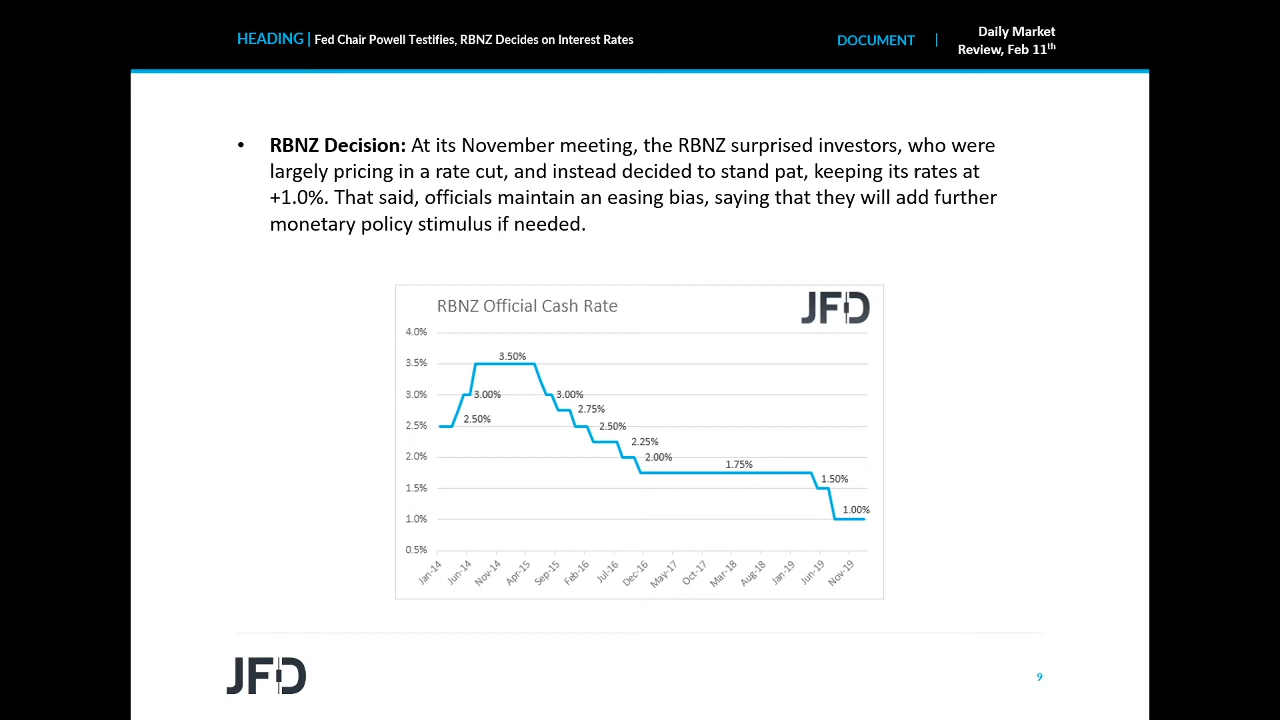 HEADING | Fed Chair Powell Testifies, RBNZ Decides on Interest Rates
DOCUMENT |
Daily Market
Review, Feb 11th
• RBNZ Decision: At its November meeting, the RBNZ surprised investors, who were
largely pricing in a rate cut, and instead decided to stand pat, keeping its rates at
+1.0%. That said, officials maintain an easing bias, saying that they will add further
monetary policy stimulus if needed.
RBNZ Official Cash Rate
JFD
4.0%
3.5%
3.0%
2.5%
2.0%
1.5%
1.0%
0.5%
3.50%
3.00%
2.50%
3.00%
2.75%
2.50%
2.25%
2.00%
1.75%
1.50%
1.00%
Jan-14
Jun-14
Nov-14
Apr-15
Sep-15
Feb-16
Jul-16
Dec-16
May-17
Oct-17
Mar-18
Aug-18
Jan-19
Jun-19
Nov-19
JFD
9